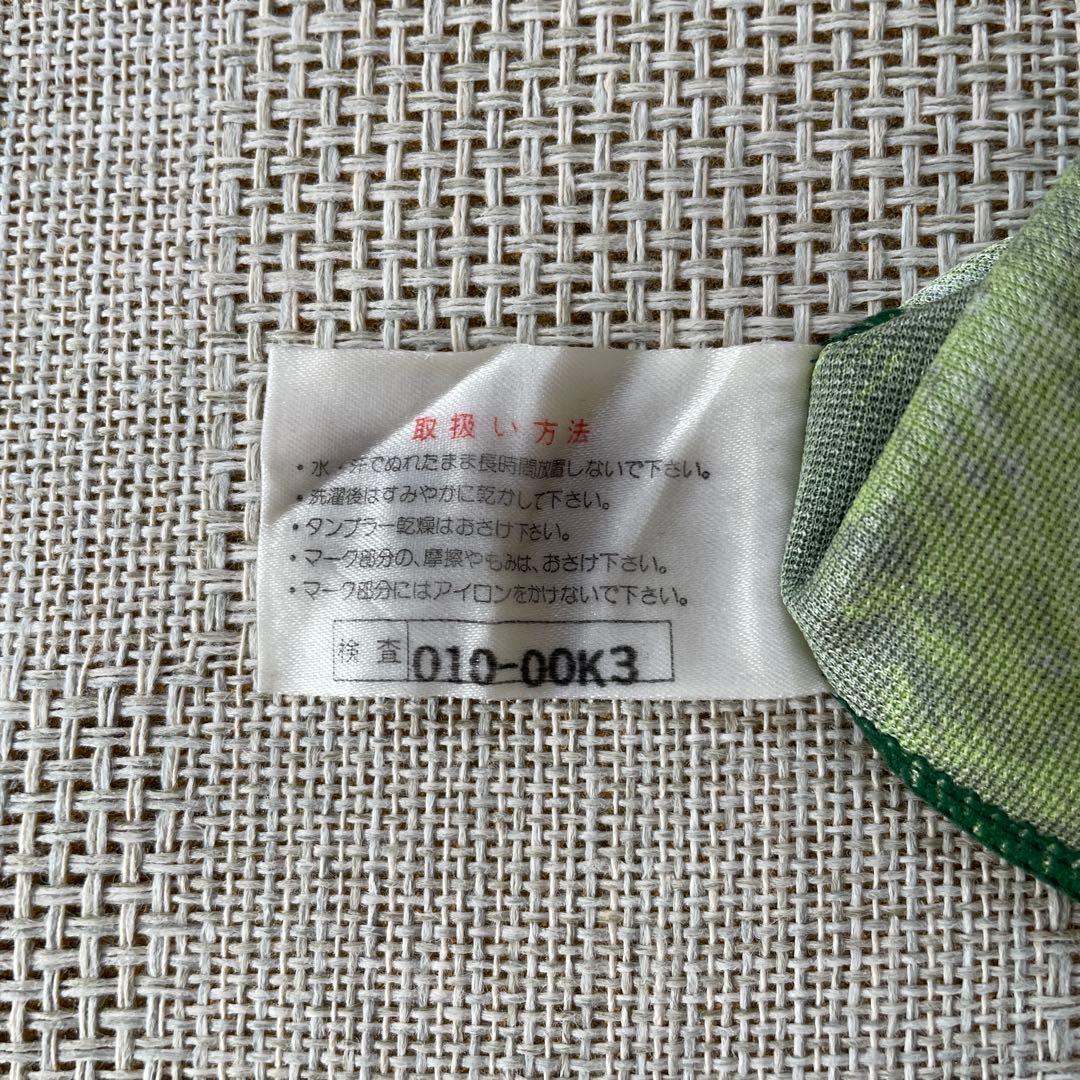 取扱い方法
・水・汗でぬれたまま長時間放置しないで下さい。
・洗濯後はすみやかに乾かして下さい。
・タンブラー乾燥はおさけ下さい。
・マーク部分の、摩擦やもみは、おさけ下さい。
・マーク部分にはアイロンをかけないで下さい。
検査 010-00K3